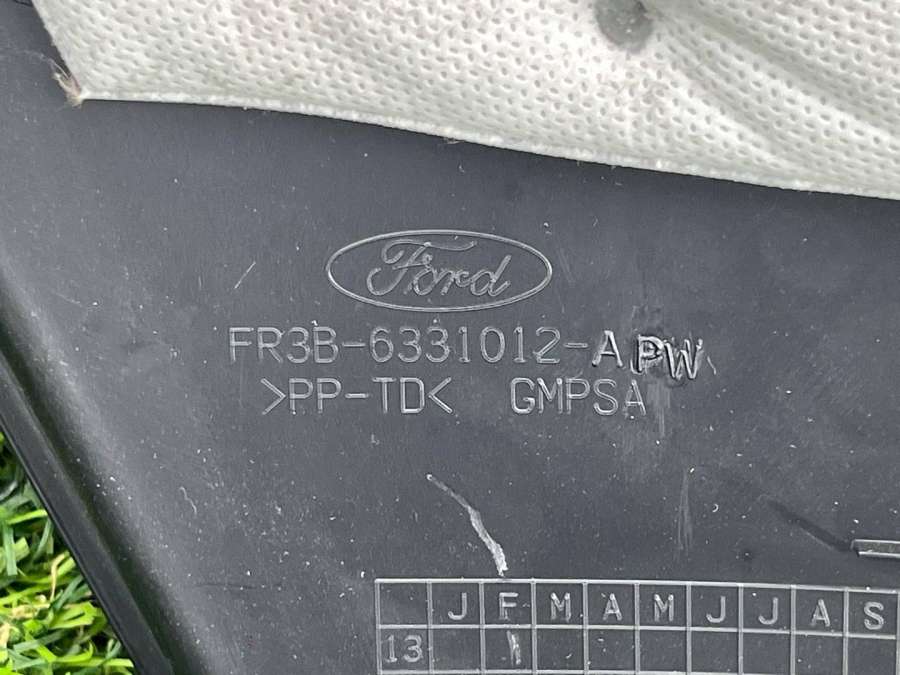 Ford
FR3B-6331012-APW
>PP-TD< GMPSA
J F M A M J J A S
13